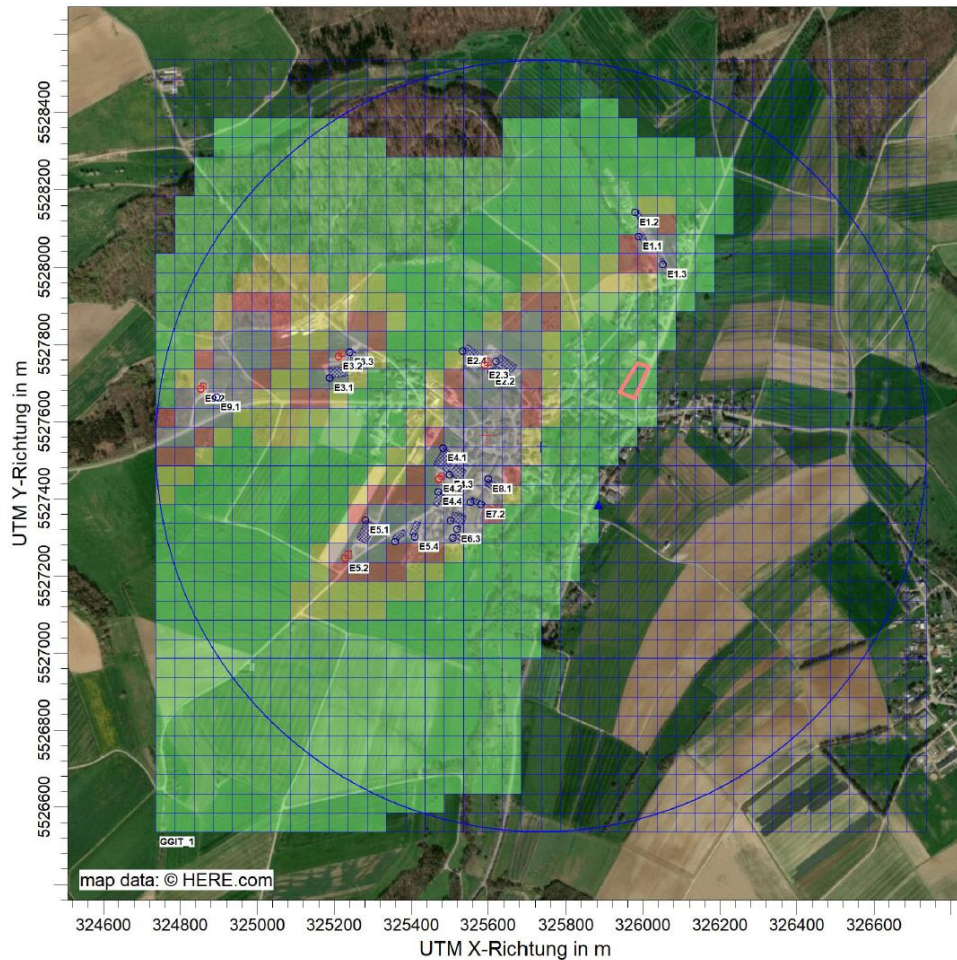 UTM Y-Richtung in m
5528400
5528200
5528000
5527800
5527600
5527400
5527200
5527000
5526800
5526600
E1.2
E1.1
E1.3
E2.4
E2.3
E2.2
E3.3
E3.2
E3.1
E9.1
E4.1
E4.2
E4.4
E8.1
E7.2
E5.1
E5.4
E6.3
E5.2
GGIT_1
map data: © HERE.com
324600 324800 325000 325200 325400 325600 325800 326000 326200 326400 326600
UTM X-Richtung in m